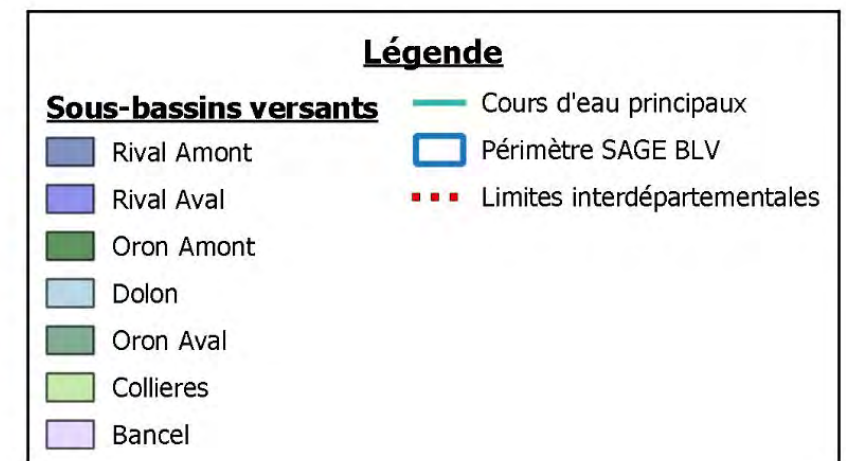 Légende
Sous-bassins versants
Rival Amont
Rival Aval
Oron Amont
Dolon
Oron Aval
Collieres
Bancel
Cours d'eau principaux
Périmètre SAGE BLV
Limites interdépartementales